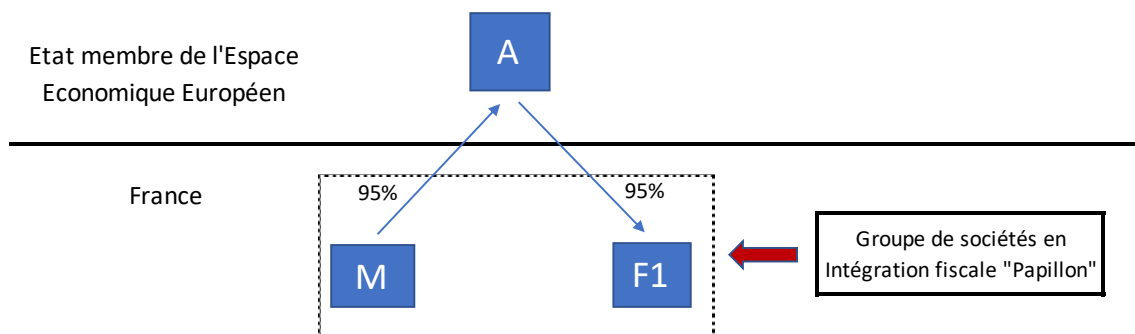 Etat membre de l'Espace
Economique Européen
A
France
95%
95%
M
F1
Groupe de sociétés en
Intégration fiscale "Papillon"